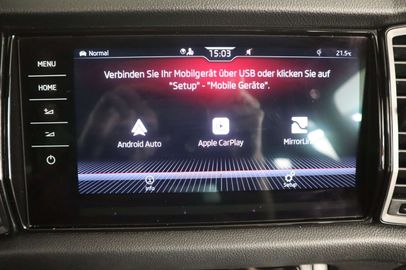 Normal
15:03
21.5°C
MENU
Verbinden Sie Ihr Mobilgerät über USB oder klicken Sie auf
"Setup" - "Mobile Geräte".
HOME
Android Auto
Apple CarPlay
MirrorLink
Info
Setup